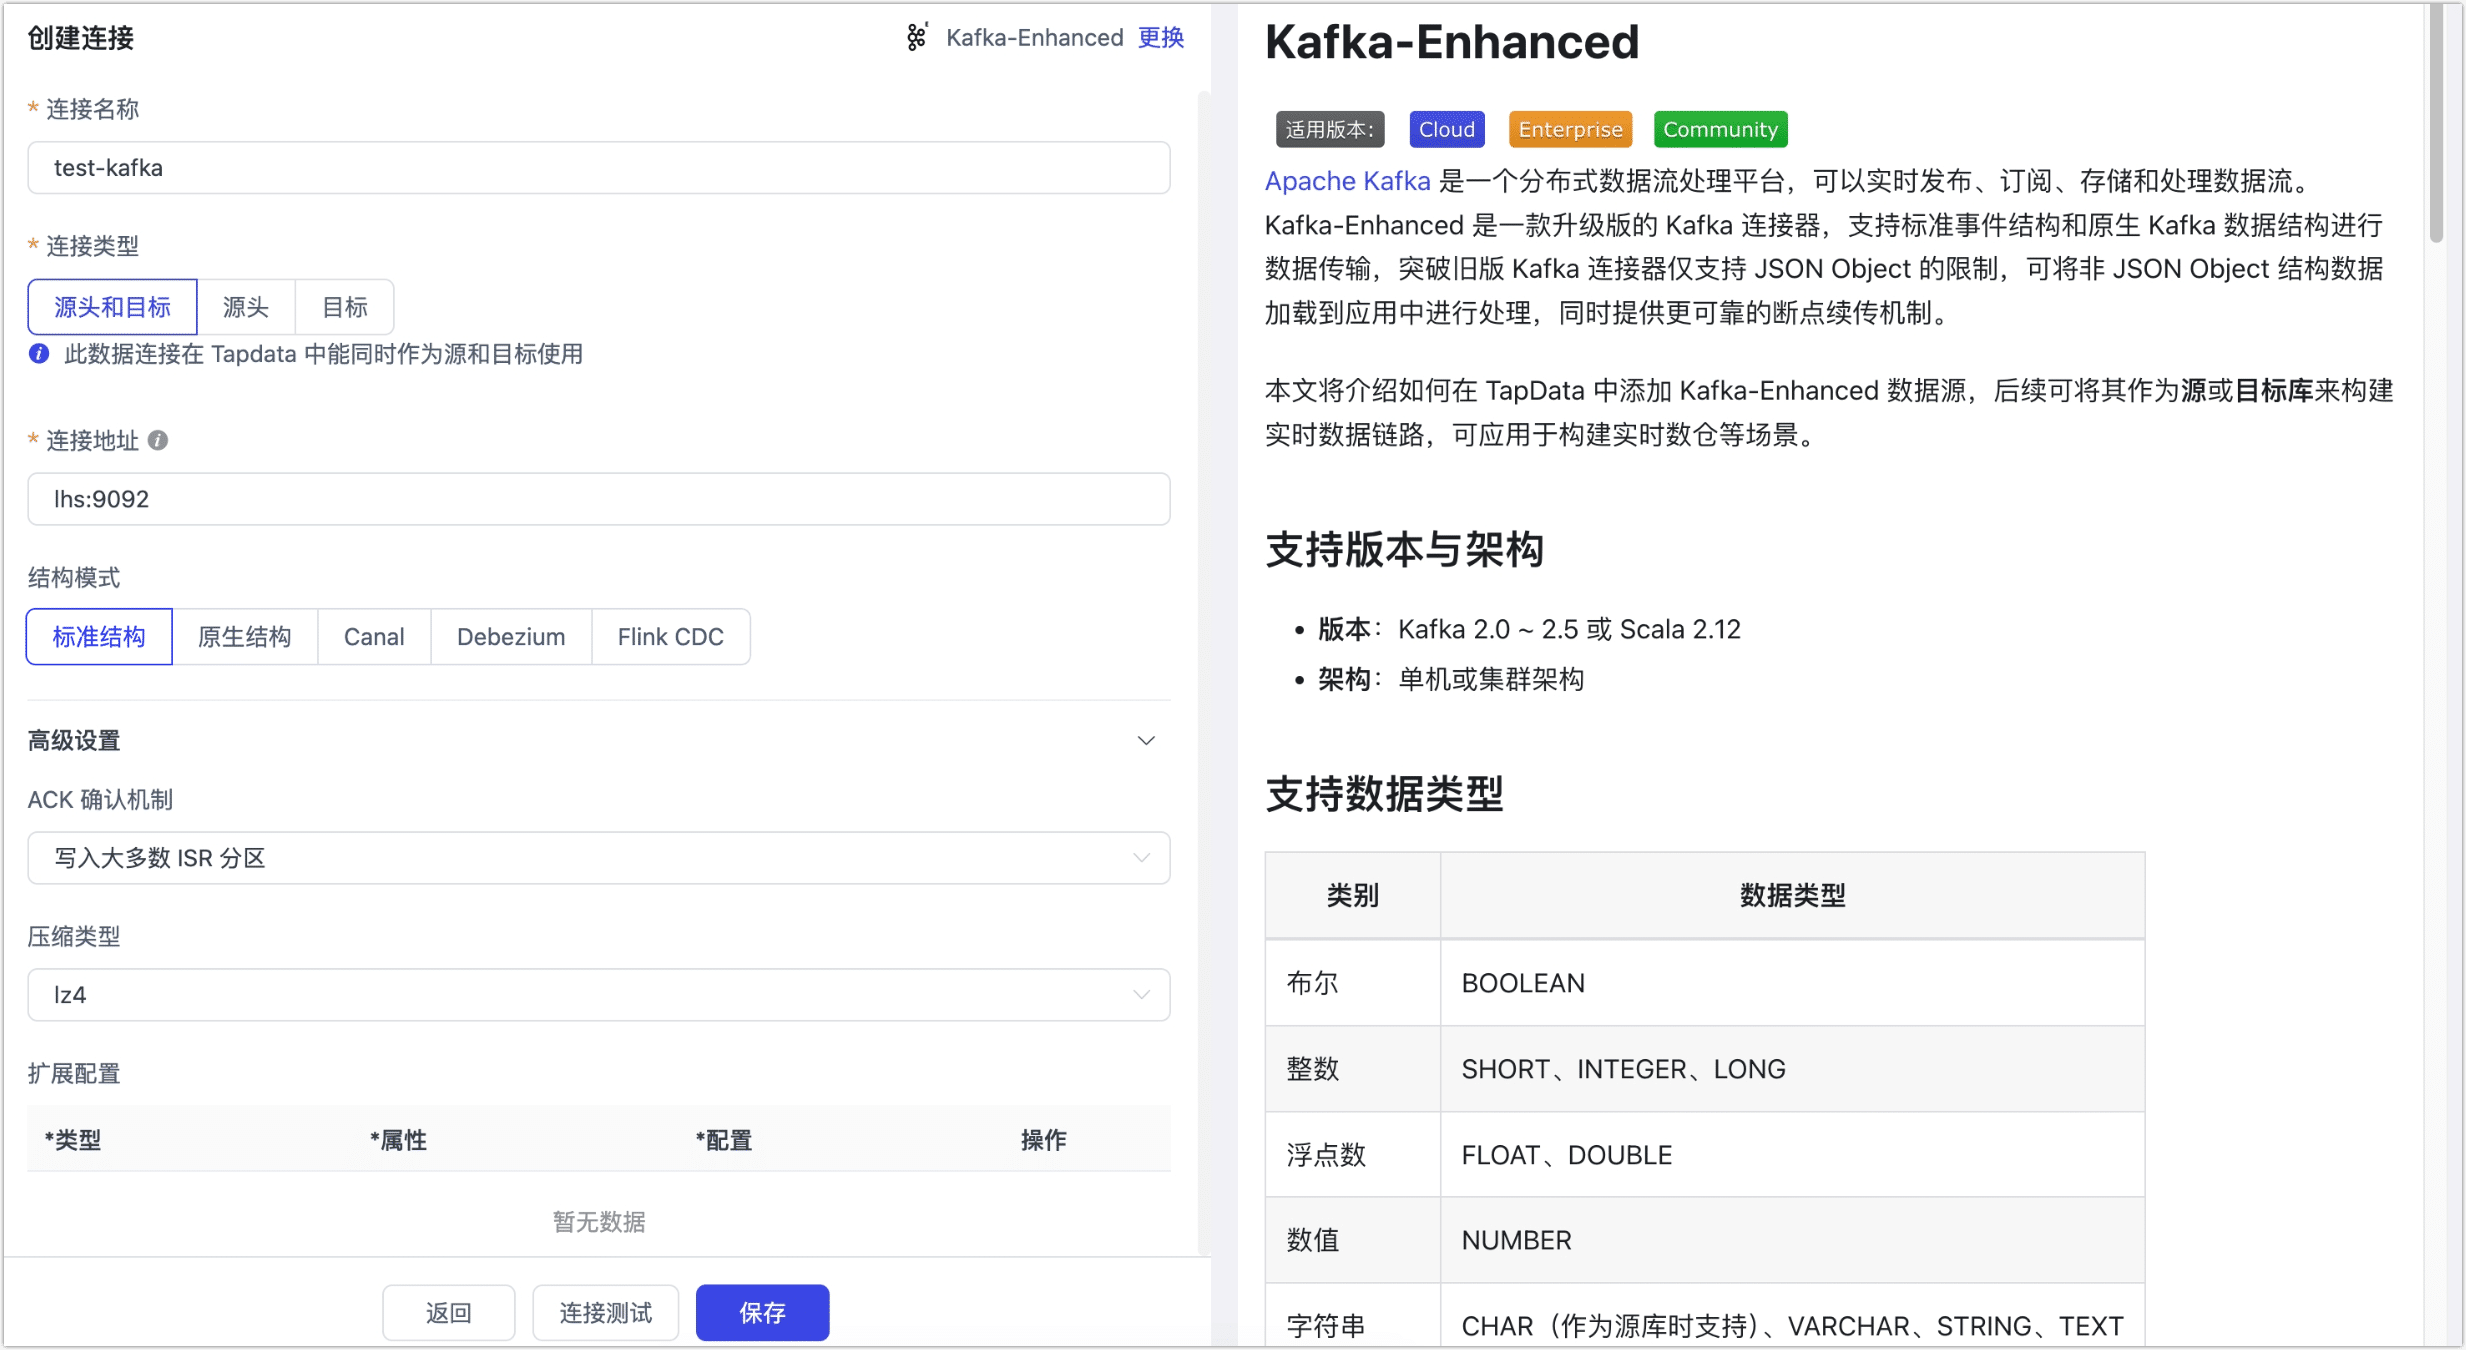 创建连接
Kafka-Enhanced 更换
* 连接名称
test-kafka
* 连接类型
源头和目标 源头 目标
此数据连接在 Tapdata 中能同时作为源和目标使用
* 连接地址
lhs:9092
结构模式
标准结构 原生结构 Canal Debezium Flink CDC
高级设置
ACK 确认机制
写入大多数 ISR 分区
压缩类型
lz4
扩展配置
*类型 *属性 *配置 操作
暂无数据
返回 连接测试 保存
Kafka-Enhanced
适用版本： Cloud Enterprise Community
Apache Kafka 是一个分布式数据流处理平台，可以实时发布、订阅、存储和处理数据流。
Kafka-Enhanced 是一款升级版的 Kafka 连接器，支持标准事件结构和原生 Kafka 数据结构进行
数据传输，突破旧版 Kafka 连接器仅支持 JSON Object 的限制，可将非 JSON Object 结构数据
加载到应用中进行处理，同时提供更可靠的断点续传机制。
本文将介绍如何在 TapData 中添加 Kafka-Enhanced 数据源，后续可将其作为源或目标库来构建
实时数据链路，可应用于构建实时数仓等场景。
支持版本与架构
• 版本：Kafka 2.0 ~ 2.5 或 Scala 2.12
• 架构：单机或集群架构
支持数据类型
类别 数据类型
布尔 BOOLEAN
整数 SHORT、INTEGER、LONG
浮点数 FLOAT、DOUBLE
数值 NUMBER
字符串 CHAR（作为源库时支持）、VARCHAR、STRING、TEXT